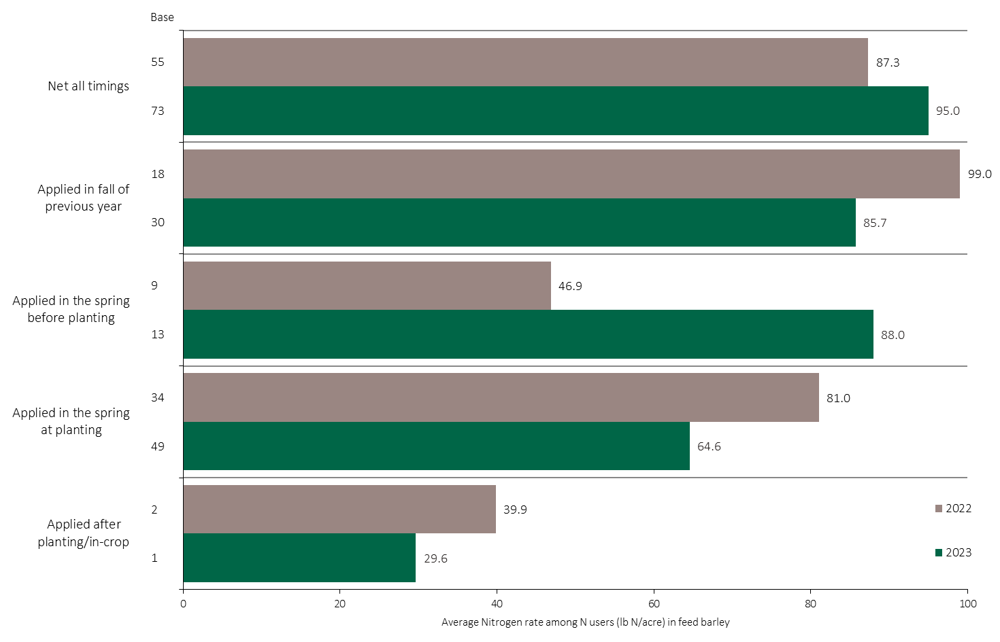 Base
55
87.3
Net all timings
73
95.0
18
99.0
Applied in fall of
previous year
30
85.7
9
46.9
Applied in the spring
before planting
13
88.0
34
81.0
Applied in the spring
at planting
49
64.6
2
39.9
2022
Applied after
planting/in-crop
1
29.6
2023
0
20
40
60
80
100
Average Nitrogen rate among N users (lb N/acre) in feed barley